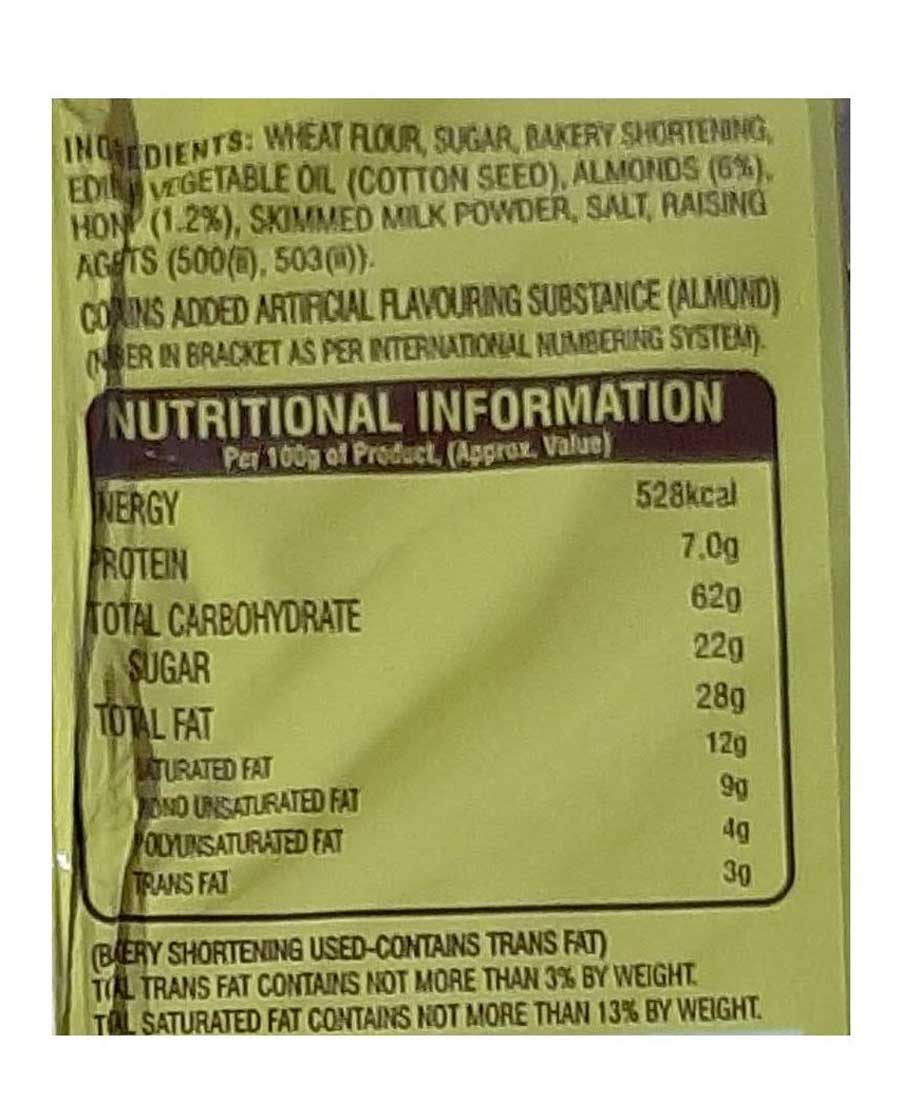 INGREDIENTS: WHEAT FLOUR, SUGAR, BAKERY SHORTENING,
VEGETABLE OIL (COTTON SEED), ALMONDS (6%),
(1.2%), SKIMMED MILK POWDER, SALT, RAISING
(500(ii), 503(ii)).
ADDED ARTIFICIAL FLAVOURING SUBSTANCE (ALMOND)
IN BRACKET AS PER INTERNATIONAL NUMBERING SYSTEM).
NUTRITIONAL INFORMATION
Per 100g of Product, (Approx. Value)
NERGY 528kcal
PROTEIN 7.0g
TOTAL CARBOHYDRATE 62g
SUGAR 22g
TOTAL FAT 28g
ATURATED FAT 12g
MONO UNSATURATED FAT 9g
POLYUNSATURATED FAT 4g
TRANS FAT 3g
SHORTENING USED-CONTAINS TRANS FAT)
TRANS FAT CONTAINS NOT MORE THAN 3% BY WEIGHT.
SATURATED FAT CONTAINS NOT MORE THAN 13% BY WEIGHT.